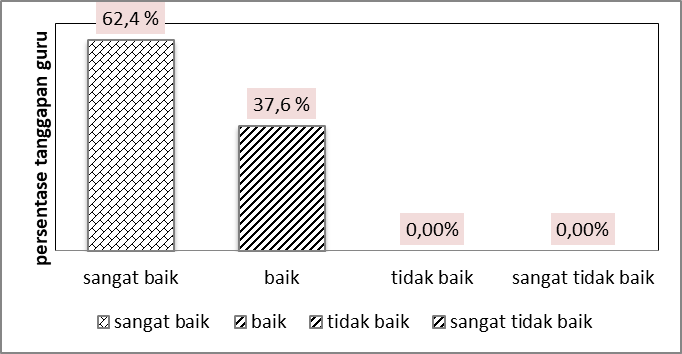 62,4 %
persentase tanggapan guru
37,6 %
0,00%
0,00%
sangat baik
baik
tidak baik
sangat tidak baik
sangat baik
baik
tidak baik
sangat tidak baik